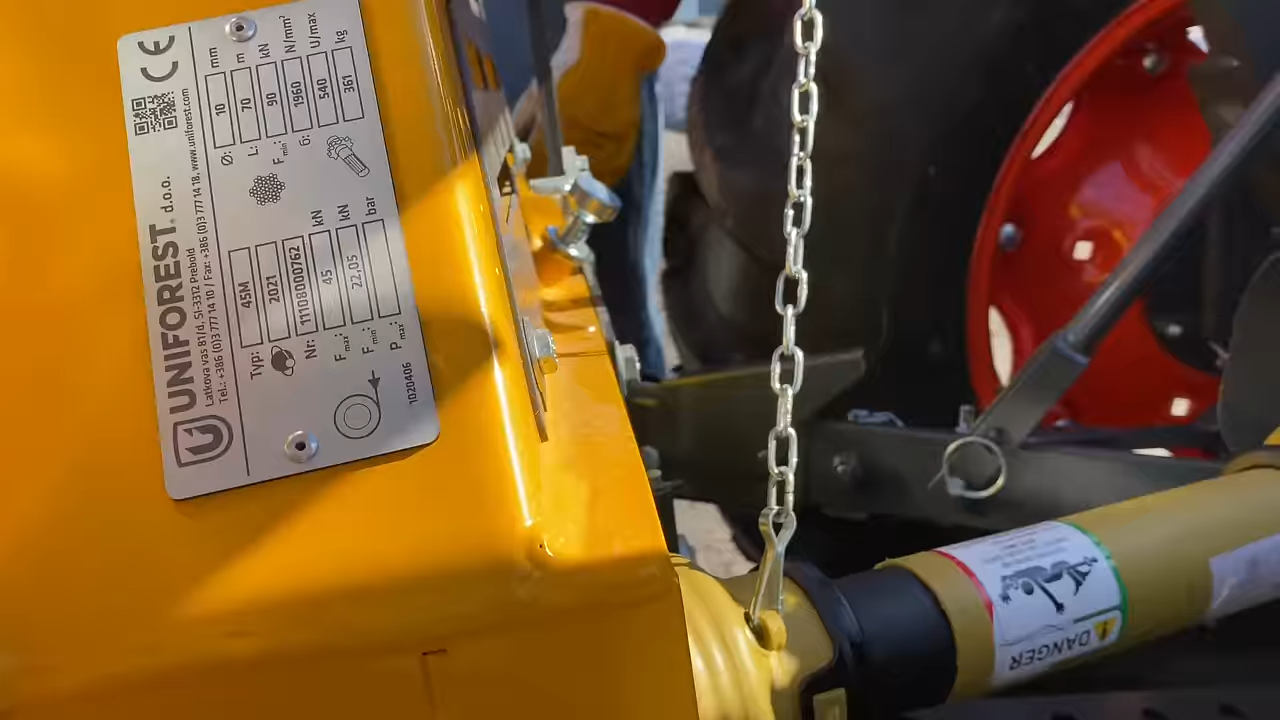 UNIFOREST® d.o.o.
Latkova vas 81/d, SI-3312 Prebold
Tel.: +386 (0)3 777 14 10 / Fax: +386 (0)3 777 14 18, www.uniforest.com
CE
Typ: 45M
2021
Nr: 11108000762
Fmax: 45 kN
Fmin: 22,05 kN
Pmax: bar
Ø: 10 mm
L: 70 m
Fmin: 90 kN
G: 1960 N/mm²
540 U/max
361 kg
1020406
DANGER